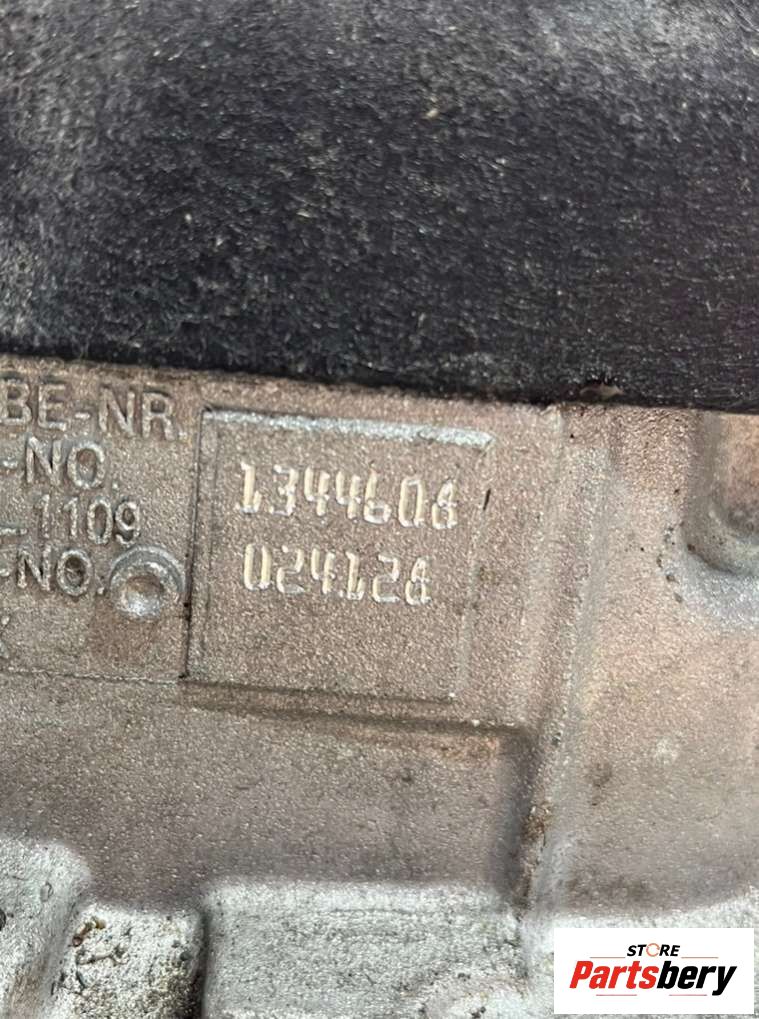 BE-NR.
-NO.
1109
-NO.
1344608
024128
STORE
Partsbery